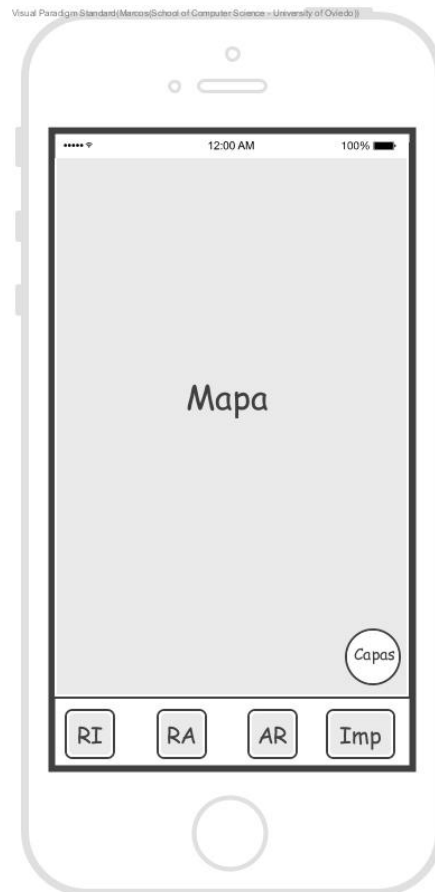 Visual Paradigm Standard(Marcos(School of Computer Science - University of Oviedo))
12:00 AM 100%
Mapa
Capas
RI RA AR Imp